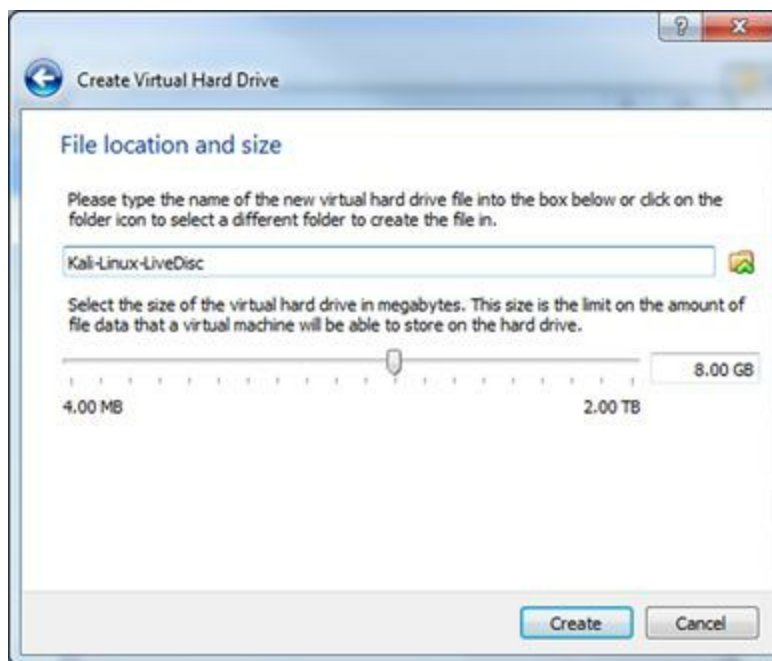 Create Virtual Hard Drive
File location and size
Please type the name of the new virtual hard drive file into the box below or click on the
folder icon to select a different folder to create the file in.
Kali-Linux-LiveDisc
Select the size of the virtual hard drive in megabytes. This size is the limit on the amount of
file data that a virtual machine will be able to store on the hard drive.
8.00 GB
4.00 MB 2.00 TB
Create Cancel